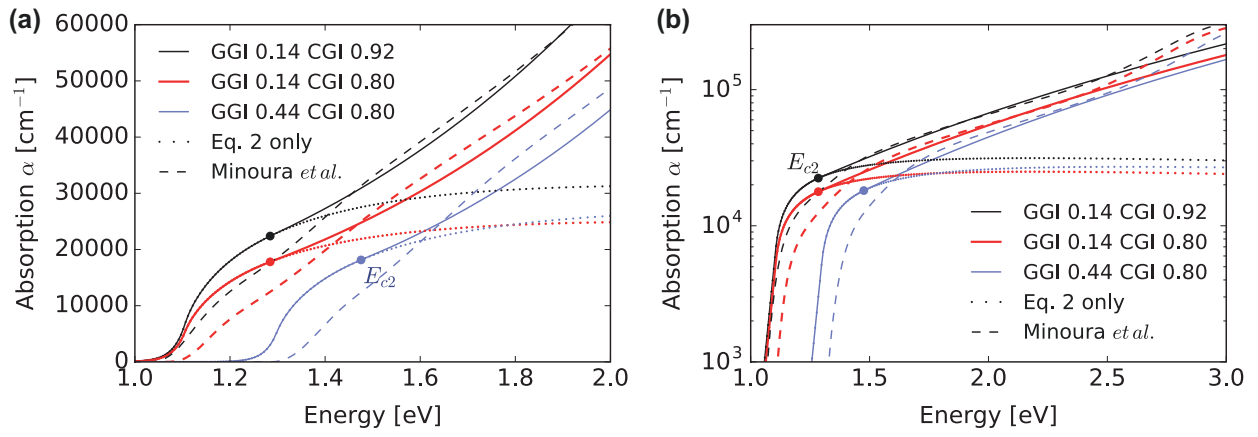 (a)
60000
50000
40000
30000
20000
10000
0
Absorption α [cm⁻¹]
GGI 0.14 CGI 0.92
GGI 0.14 CGI 0.80
GGI 0.44 CGI 0.80
Eq. 2 only
Minoura et al.
E_{c2}
1.0 1.2 1.4 1.6 1.8 2.0
Energy [eV]
(b)
10⁵
10⁴
10³
Absorption α [cm⁻¹]
E_{c2}
GGI 0.14 CGI 0.92
GGI 0.14 CGI 0.80
GGI 0.44 CGI 0.80
Eq. 2 only
Minoura et al.
1.0 1.5 2.0 2.5 3.0
Energy [eV]